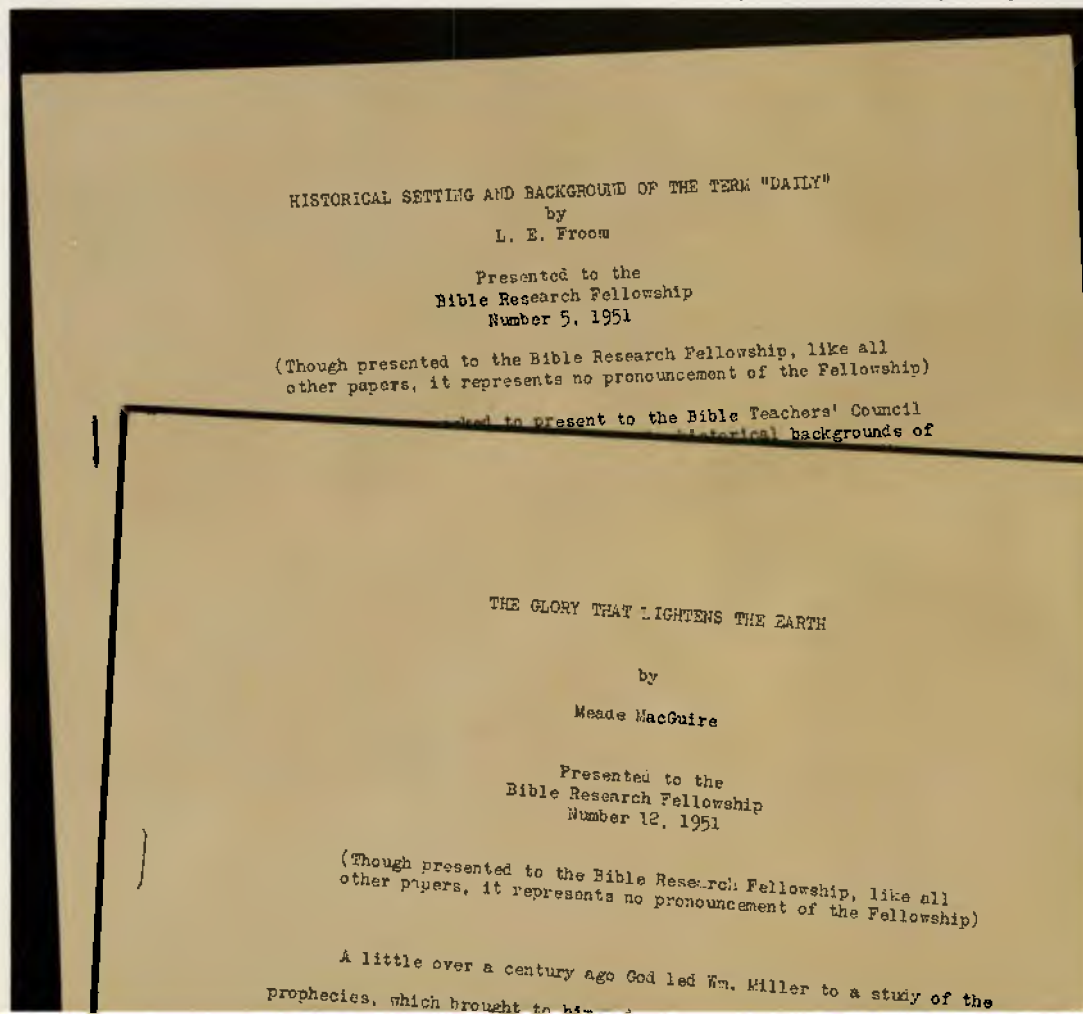 HISTORICAL SETTING AND BACKGROUND OF THE TERM "DAILY"
by
L. E. Froom
Presented to the
Bible Research Fellowship
Number 5, 1951
(Though presented to the Bible Research Fellowship, like all
other papers, it represents no pronouncement of the Fellowship)
to present to the Bible Teachers' Council
historical backgrounds of
THE GLORY THAT LIGHTENS THE EARTH
by
Meade MacGuire
Presented to the
Bible Research Fellowship
Number 12, 1951
(Though presented to the Bible Research Fellowship, like all
other papers, it represents no pronouncement of the Fellowship)
A little over a century ago God led Wm. Miller to a study of the
prophecies, which brought to him